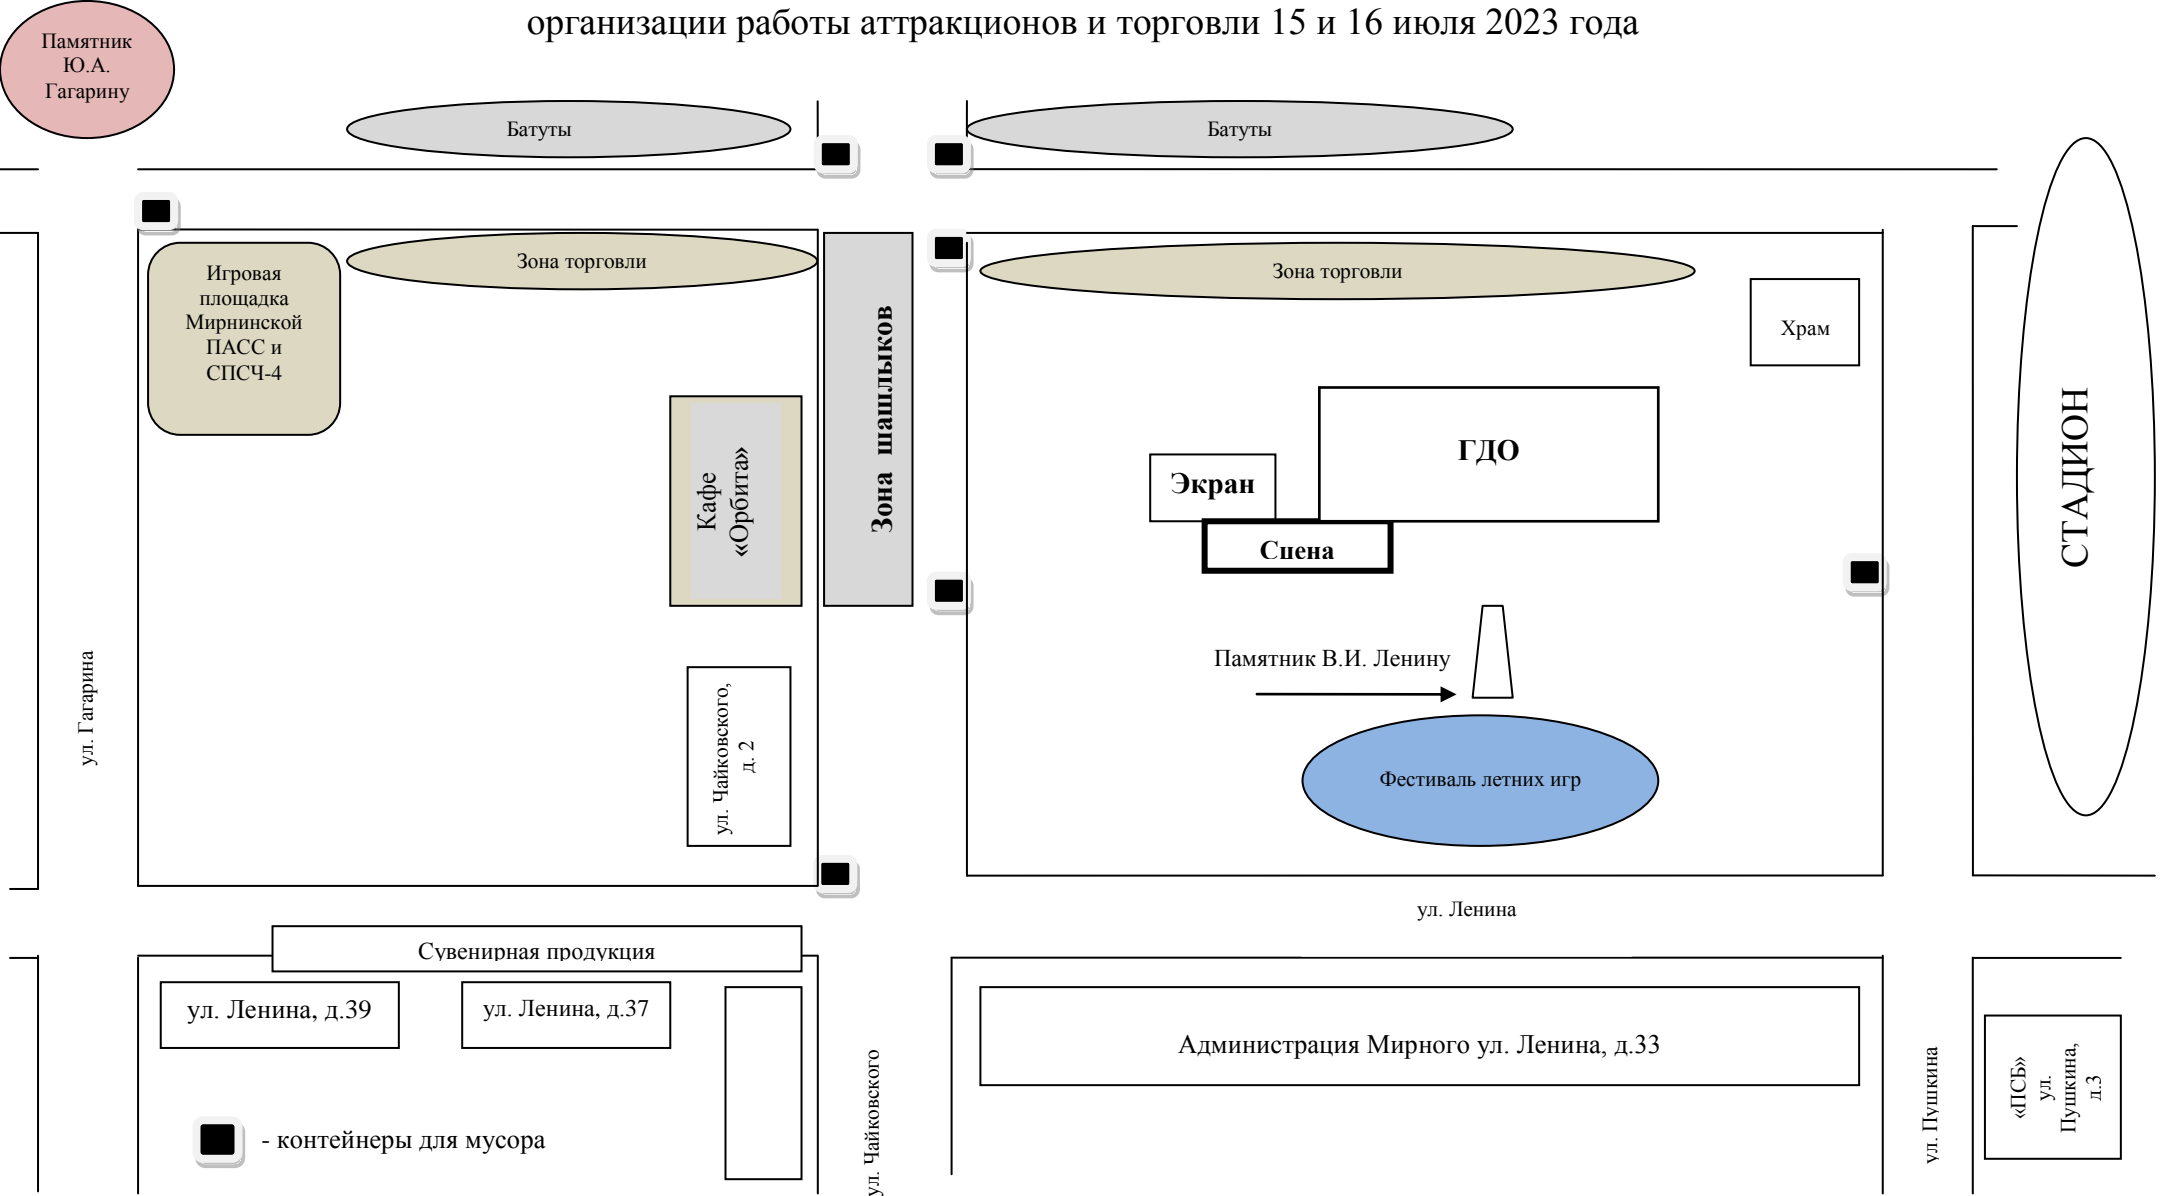 организации работы аттракционов и торговли 15 и 16 июля 2023 года
Памятник
Ю.А.
Гагарину
Батуты
Батуты
Игровая
площадка
Мирнинской
ПАСС и
СПСЧ-4
Зона торговли
Зона торговли
Храм
Зона шашлыков
Кафе
«Орбита»
ГДО
Экран
Сцена
СТАДИОН
ул. Гагарина
ул. Чайковского,
д. 2
Памятник В.И. Ленину
Фестиваль летних игр
ул. Ленина
Сувенирная продукция
ул. Ленина, д.39
ул. Ленина, д.37
Администрация Мирного ул. Ленина, д.33
ул. Чайковского
ул. Пушкина
«ПСБ»
ул.
Пушкина,
д.3
- контейнеры для мусора